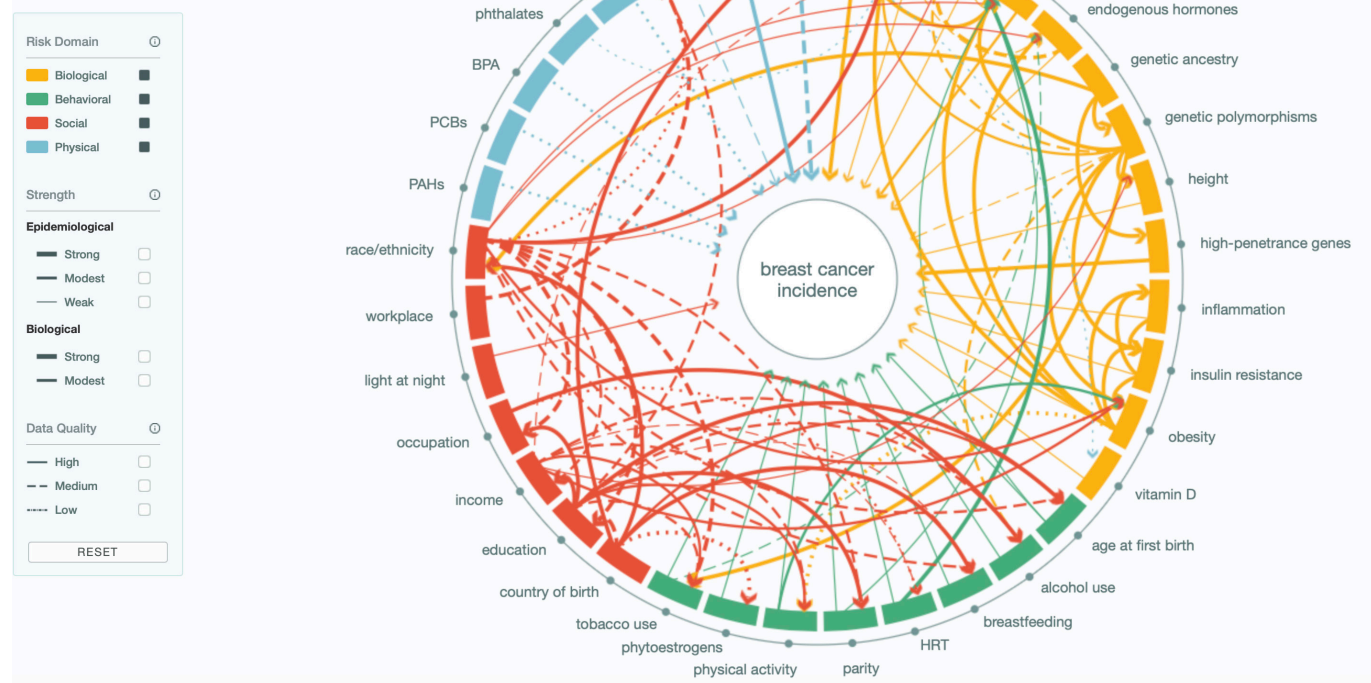 Risk Domain
Biological
Behavioral
Social
Physical
Strength
Epidemiological
Strong
Modest
Weak
Biological
Strong
Modest
Data Quality
High
Medium
Low
RESET
phthalates
BPA
PCBs
PAHs
race/ethnicity
workplace
light at night
occupation
income
education
country of birth
tobacco use
phytoestrogens
physical activity
parity
HRT
breastfeeding
alcohol use
age at first birth
vitamin D
obesity
insulin resistance
inflammation
high-penetrance genes
height
genetic polymorphisms
genetic ancestry
endogenous hormones
breast cancer
incidence